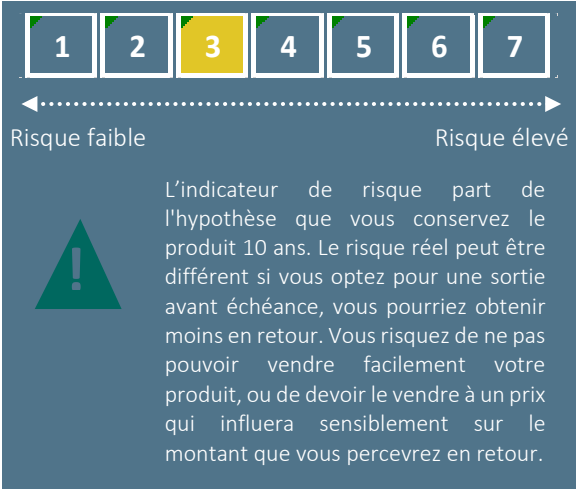 1 2 3 4 5 6 7
Risque faible Risque élevé
L’indicateur de risque part de
l'hypothèse que vous conservez le
produit 10 ans. Le risque réel peut être
différent si vous optez pour une sortie
avant échéance, vous pourriez obtenir
moins en retour. Vous risquez de ne pas
pouvoir vendre facilement votre
produit, ou de devoir le vendre à un prix
qui influera sensiblement sur le
montant que vous percevrez en retour.
!